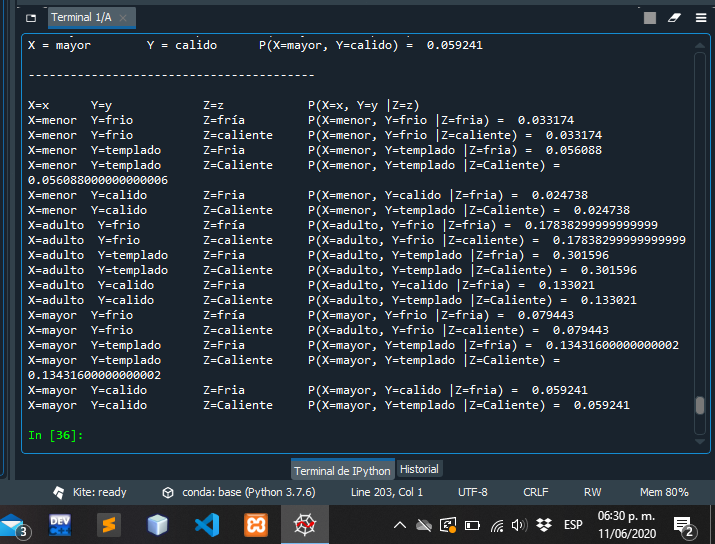 Terminal 1/A
X = mayor Y = calido P(X=mayor, Y=calido) = 0.059241
-----------------------------------------
X=x Y=y Z=z P(X=x, Y=y |Z=z)
X=menor Y=frio Z=fría P(X=menor, Y=frio |Z=fria) = 0.033174
X=menor Y=frio Z=caliente P(X=menor, Y=frio |Z=caliente) = 0.033174
X=menor Y=templado Z=Fria P(X=menor, Y=templado |Z=fria) = 0.056088
X=menor Y=templado Z=Caliente P(X=menor, Y=templado |Z=Caliente) =
0.056088000000000006
X=menor Y=calido Z=Fria P(X=menor, Y=calido |Z=fria) = 0.024738
X=menor Y=calido Z=Caliente P(X=menor, Y=templado |Z=Caliente) = 0.024738
X=adulto Y=frio Z=fría P(X=adulto, Y=frio |Z=fria) = 0.17838299999999999
X=adulto Y=frio Z=caliente P(X=adulto, Y=frio |Z=caliente) = 0.17838299999999999
X=adulto Y=templado Z=Fria P(X=adulto, Y=templado |Z=fria) = 0.301596
X=adulto Y=templado Z=Caliente P(X=adulto, Y=templado |Z=Caliente) = 0.301596
X=adulto Y=calido Z=Fria P(X=adulto, Y=calido |Z=fria) = 0.133021
X=adulto Y=calido Z=Caliente P(X=adulto, Y=templado |Z=Caliente) = 0.133021
X=mayor Y=frio Z=fría P(X=mayor, Y=frio |Z=fria) = 0.079443
X=mayor Y=frio Z=caliente P(X=mayor, Y=frio |Z=caliente) = 0.079443
X=mayor Y=templado Z=Fria P(X=mayor, Y=templado |Z=fria) = 0.13431600000000002
X=mayor Y=templado Z=Caliente P(X=mayor, Y=templado |Z=Caliente) =
0.13431600000000002
X=mayor Y=calido Z=Fria P(X=mayor, Y=calido |Z=fria) = 0.059241
X=mayor Y=calido Z=Caliente P(X=mayor, Y=templado |Z=Caliente) = 0.059241
In [36]:
Terminal de IPython Historial
Kite: ready conda: base (Python 3.7.6) Line 203, Col 1 UTF-8 CRLF RW Mem 80%
3 DEV ESP 06:30 p. m.
11/06/2020 2